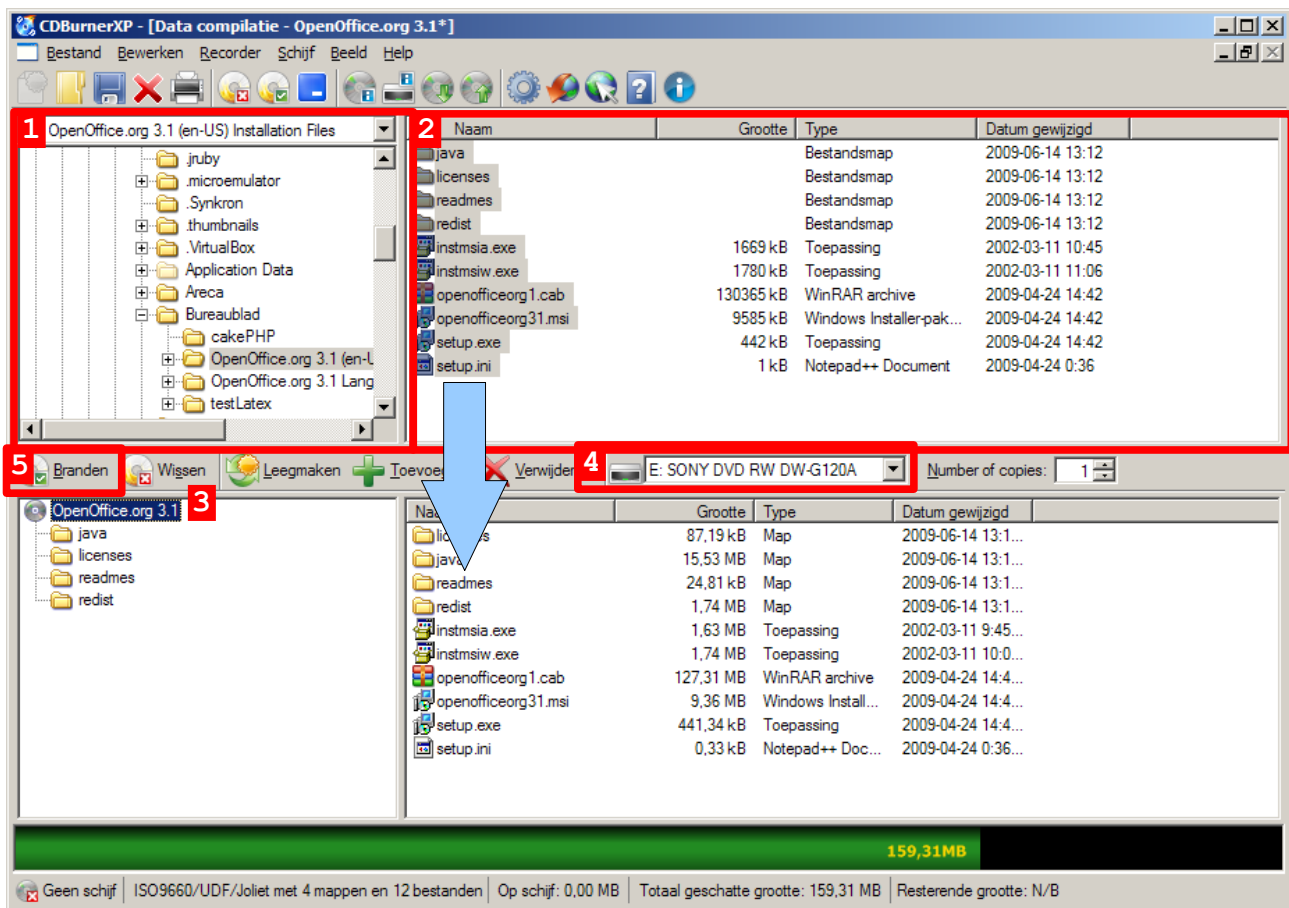 CDBurnerXP - [Data compilatie - OpenOffice.org 3.1*]
Bestand Bewerken Recorder Schijf Beeld Help
1 OpenOffice.org 3.1 (en-US) Installation Files
.jruby
.microemulator
.Synkron
.thumbnails
.VirtualBox
Application Data
Areca
Bureaublad
cakePHP
OpenOffice.org 3.1 (en-U
OpenOffice.org 3.1 Lang
testLatex
2 Naam Grootte Type Datum gewijzigd
java Bestandsmap 2009-06-14 13:12
licenses Bestandsmap 2009-06-14 13:12
readmes Bestandsmap 2009-06-14 13:12
redist Bestandsmap 2009-06-14 13:12
instmsia.exe 1669 kB Toepassing 2002-03-11 10:45
instmsiw.exe 1780 kB Toepassing 2002-03-11 11:06
openofficeorg1.cab 130365 kB WinRAR archive 2009-04-24 14:42
openofficeorg31.msi 9585 kB Windows Installer-pak... 2009-04-24 14:42
setup.exe 442 kB Toepassing 2009-04-24 14:42
setup.ini 1 kB Notepad++ Document 2009-04-24 0:36
5 Branden Wissen Leegmaken Toevoeg Verwijder 4 E: SONY DVD RW DW-G120A Number of copies: 1
3
OpenOffice.org 3.1
java
licenses
readmes
redist
Na Grootte Type Datum gewijzigd
lic s 87,19 kB Map 2009-06-14 13:1...
java 15,53 MB Map 2009-06-14 13:1...
readmes 24,81 kB Map 2009-06-14 13:1...
redist 1,74 MB Map 2009-06-14 13:1...
instmsia.exe 1,63 MB Toepassing 2002-03-11 9:45...
instmsiw.exe 1,74 MB Toepassing 2002-03-11 10:0...
openofficeorg1.cab 127,31 MB WinRAR archive 2009-04-24 14:4...
openofficeorg31.msi 9,36 MB Windows Install... 2009-04-24 14:4...
setup.exe 441,34 kB Toepassing 2009-04-24 14:4...
setup.ini 0,33 kB Notepad++ Doc... 2009-04-24 0:36...
159,31MB
Geen schijf ISO9660/UDF/Joliet met 4 mappen en 12 bestanden Op schijf: 0,00 MB Totaal geschatte grootte: 159,31 MB Resterende grootte: N/B